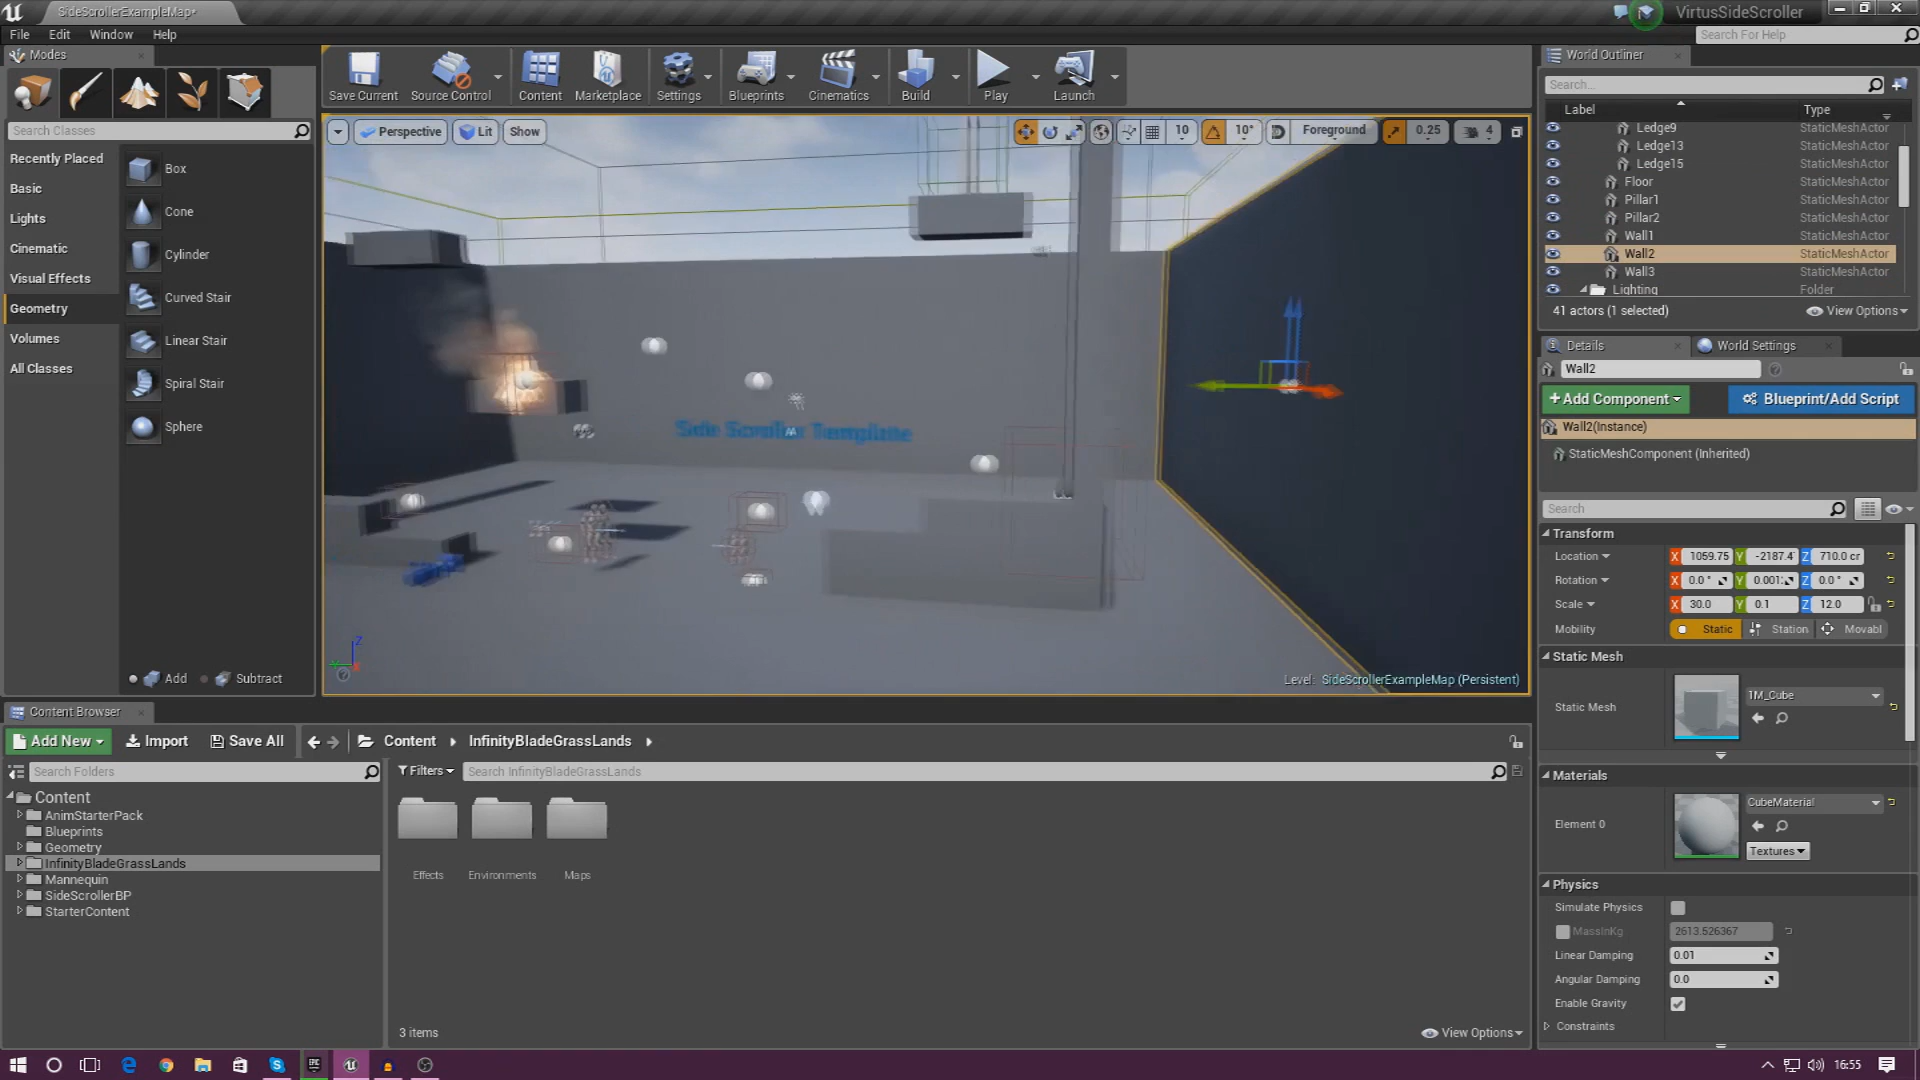 SideScrollerExampleMap*
VirtusSideScroller
File Edit Window Help
Search For Help
Modes
Save Current
Source Control
Content
Marketplace
Settings
Blueprints
Cinematics
Build
Play
Launch
World Outliner
Search...
Label Type
Search Classes
Perspective Lit Show
10 10° Foreground 0.25 4
Recently Placed
Basic
Lights
Cinematic
Visual Effects
Geometry
Volumes
All Classes
Box
Cone
Cylinder
Curved Stair
Linear Stair
Spiral Stair
Sphere
Add Subtract
Side Scroller Template
Level: SideScrollerExampleMap (Persistent)
Ledge9 StaticMeshActor
Ledge13 StaticMeshActor
Ledge15 StaticMeshActor
Floor StaticMeshActor
Pillar1 StaticMeshActor
Pillar2 StaticMeshActor
Wall1 StaticMeshActor
Wall2 StaticMeshActor
Wall3 StaticMeshActor
Lighting Folder
41 actors (1 selected) View Options
Details World Settings
Wall2
+Add Component Blueprint/Add Script
Wall2(Instance)
StaticMeshComponent (Inherited)
Search
Transform
Location X 1059.75 Y -2187.4 Z 710.0 cr
Rotation X 0.0 ° Y 0.001 Z 0.0 °
Scale X 30.0 Y 0.1 Z 12.0
Mobility Static Station Movabl
Static Mesh
Static Mesh 1M_Cube
Materials
Element 0 CubeMaterial
Textures
Physics
Simulate Physics
MassInKg 2613.526367
Linear Damping 0.01
Angular Damping 0.0
Enable Gravity
Constraints
Content Browser
Add New Import Save All Content InfinityBladeGrassLands
Search Folders
Filters Search InfinityBladeGrassLands
Content
AnimStarterPack
Blueprints
Geometry
InfinityBladeGrassLands
Mannequin
SideScrollerBP
StarterContent
Effects Environments Maps
3 items View Options
EPIC
16:55